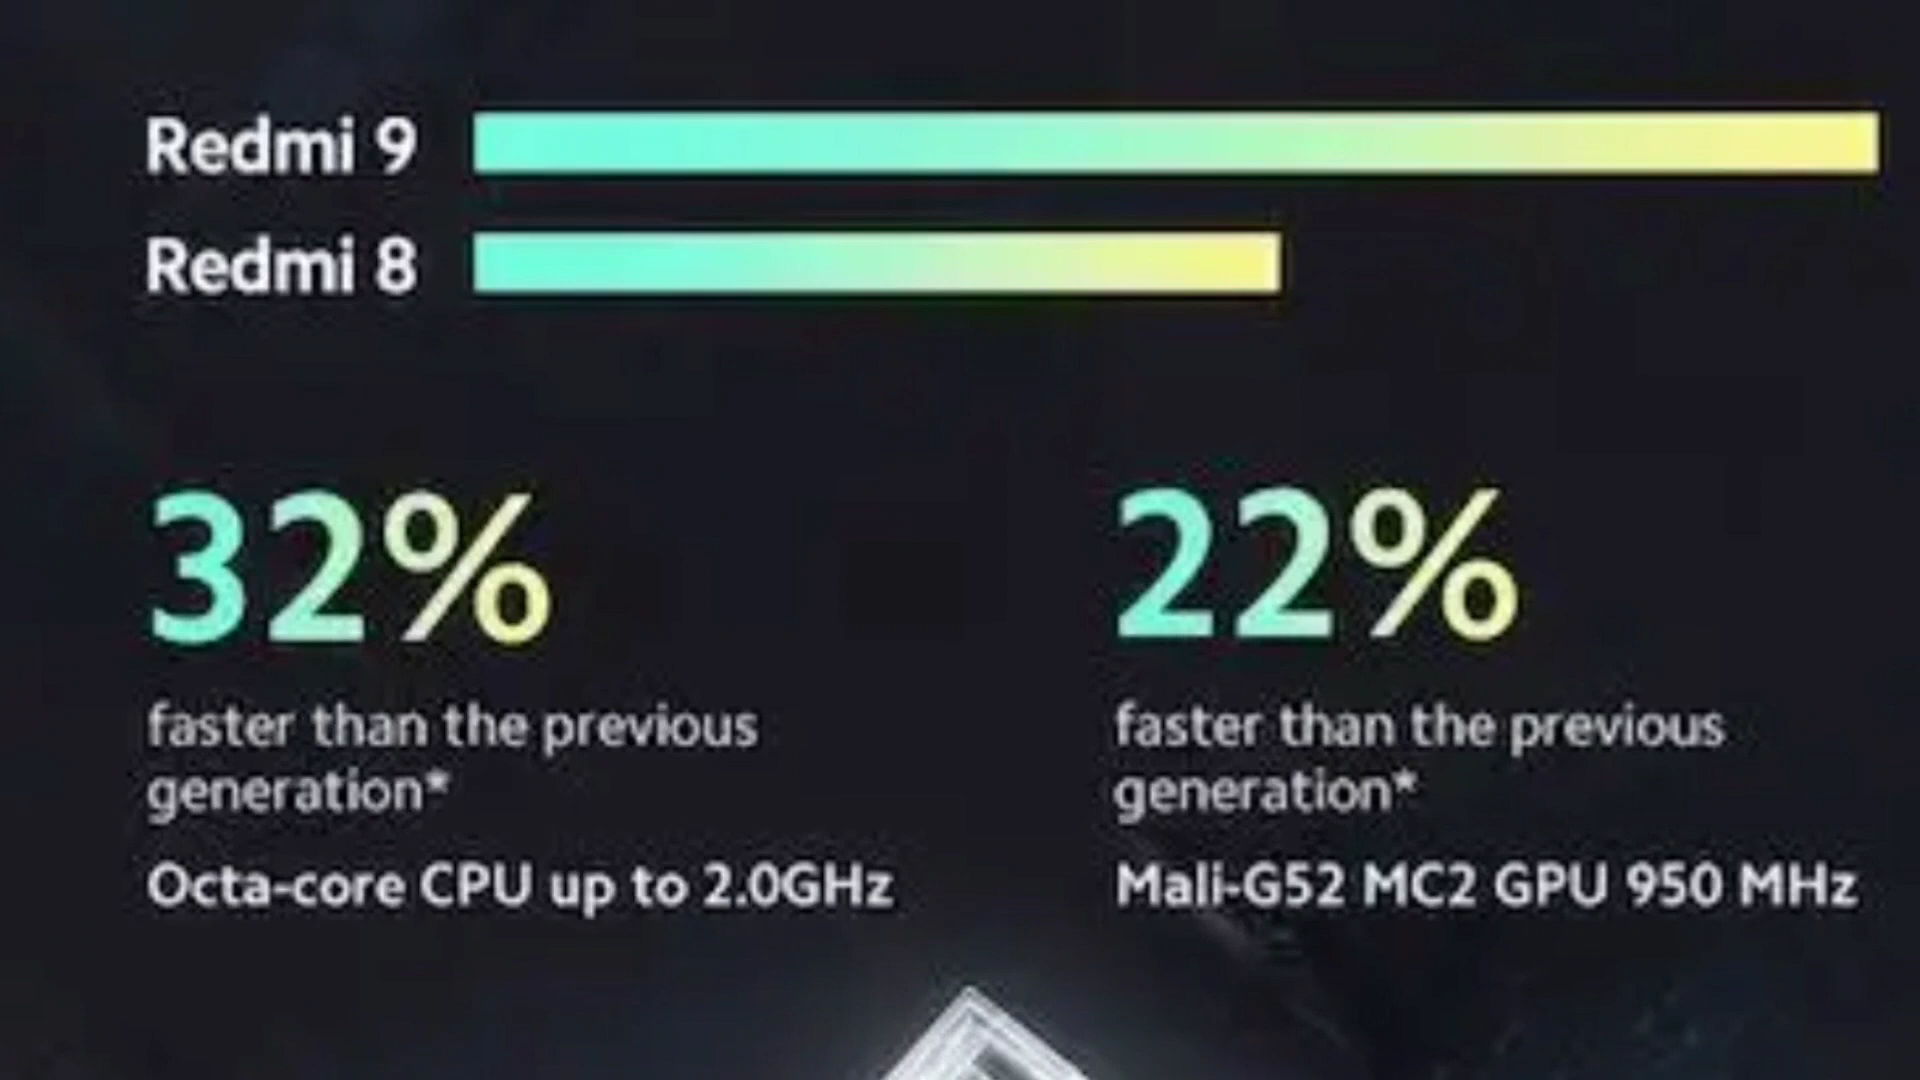 Redmi 9
Redmi 8
32%
faster than the previous
generation*
Octa-core CPU up to 2.0GHz
22%
faster than the previous
generation*
Mali-G52 MC2 GPU 950 MHz